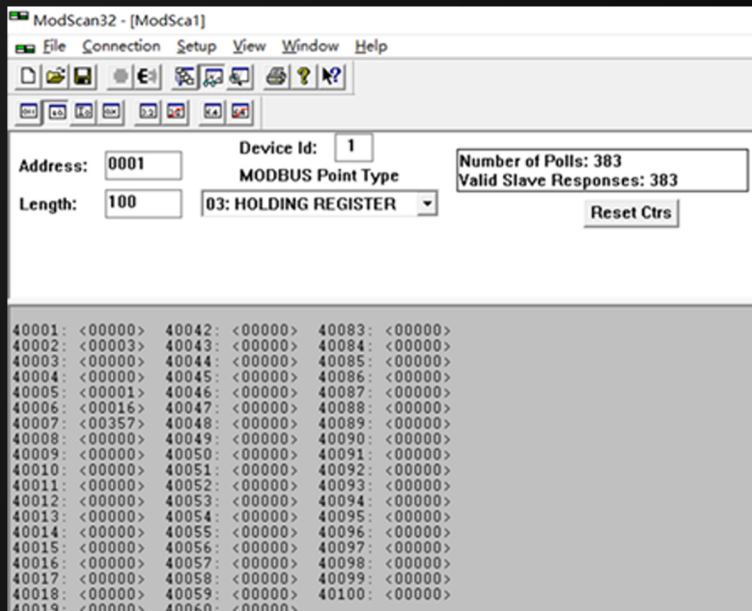 ModScan32 - [ModSca1]
File Connection Setup View Window Help
Address: 0001
Device Id: 1
MODBUS Point Type
Length: 100
03: HOLDING REGISTER
Number of Polls: 383
Valid Slave Responses: 383
Reset Ctrs
40001: <00000> 40042: <00000> 40083: <00000>
40002: <00003> 40043: <00000> 40084: <00000>
40003: <00000> 40044: <00000> 40085: <00000>
40004: <00000> 40045: <00000> 40086: <00000>
40005: <00001> 40046: <00000> 40087: <00000>
40006: <00016> 40047: <00000> 40088: <00000>
40007: <00357> 40048: <00000> 40089: <00000>
40008: <00000> 40049: <00000> 40090: <00000>
40009: <00000> 40050: <00000> 40091: <00000>
40010: <00000> 40051: <00000> 40092: <00000>
40011: <00000> 40052: <00000> 40093: <00000>
40012: <00000> 40053: <00000> 40094: <00000>
40013: <00000> 40054: <00000> 40095: <00000>
40014: <00000> 40055: <00000> 40096: <00000>
40015: <00000> 40056: <00000> 40097: <00000>
40016: <00000> 40057: <00000> 40098: <00000>
40017: <00000> 40058: <00000> 40099: <00000>
40018: <00000> 40059: <00000> 40100: <00000>
40019: <00000> 40060: <00000>